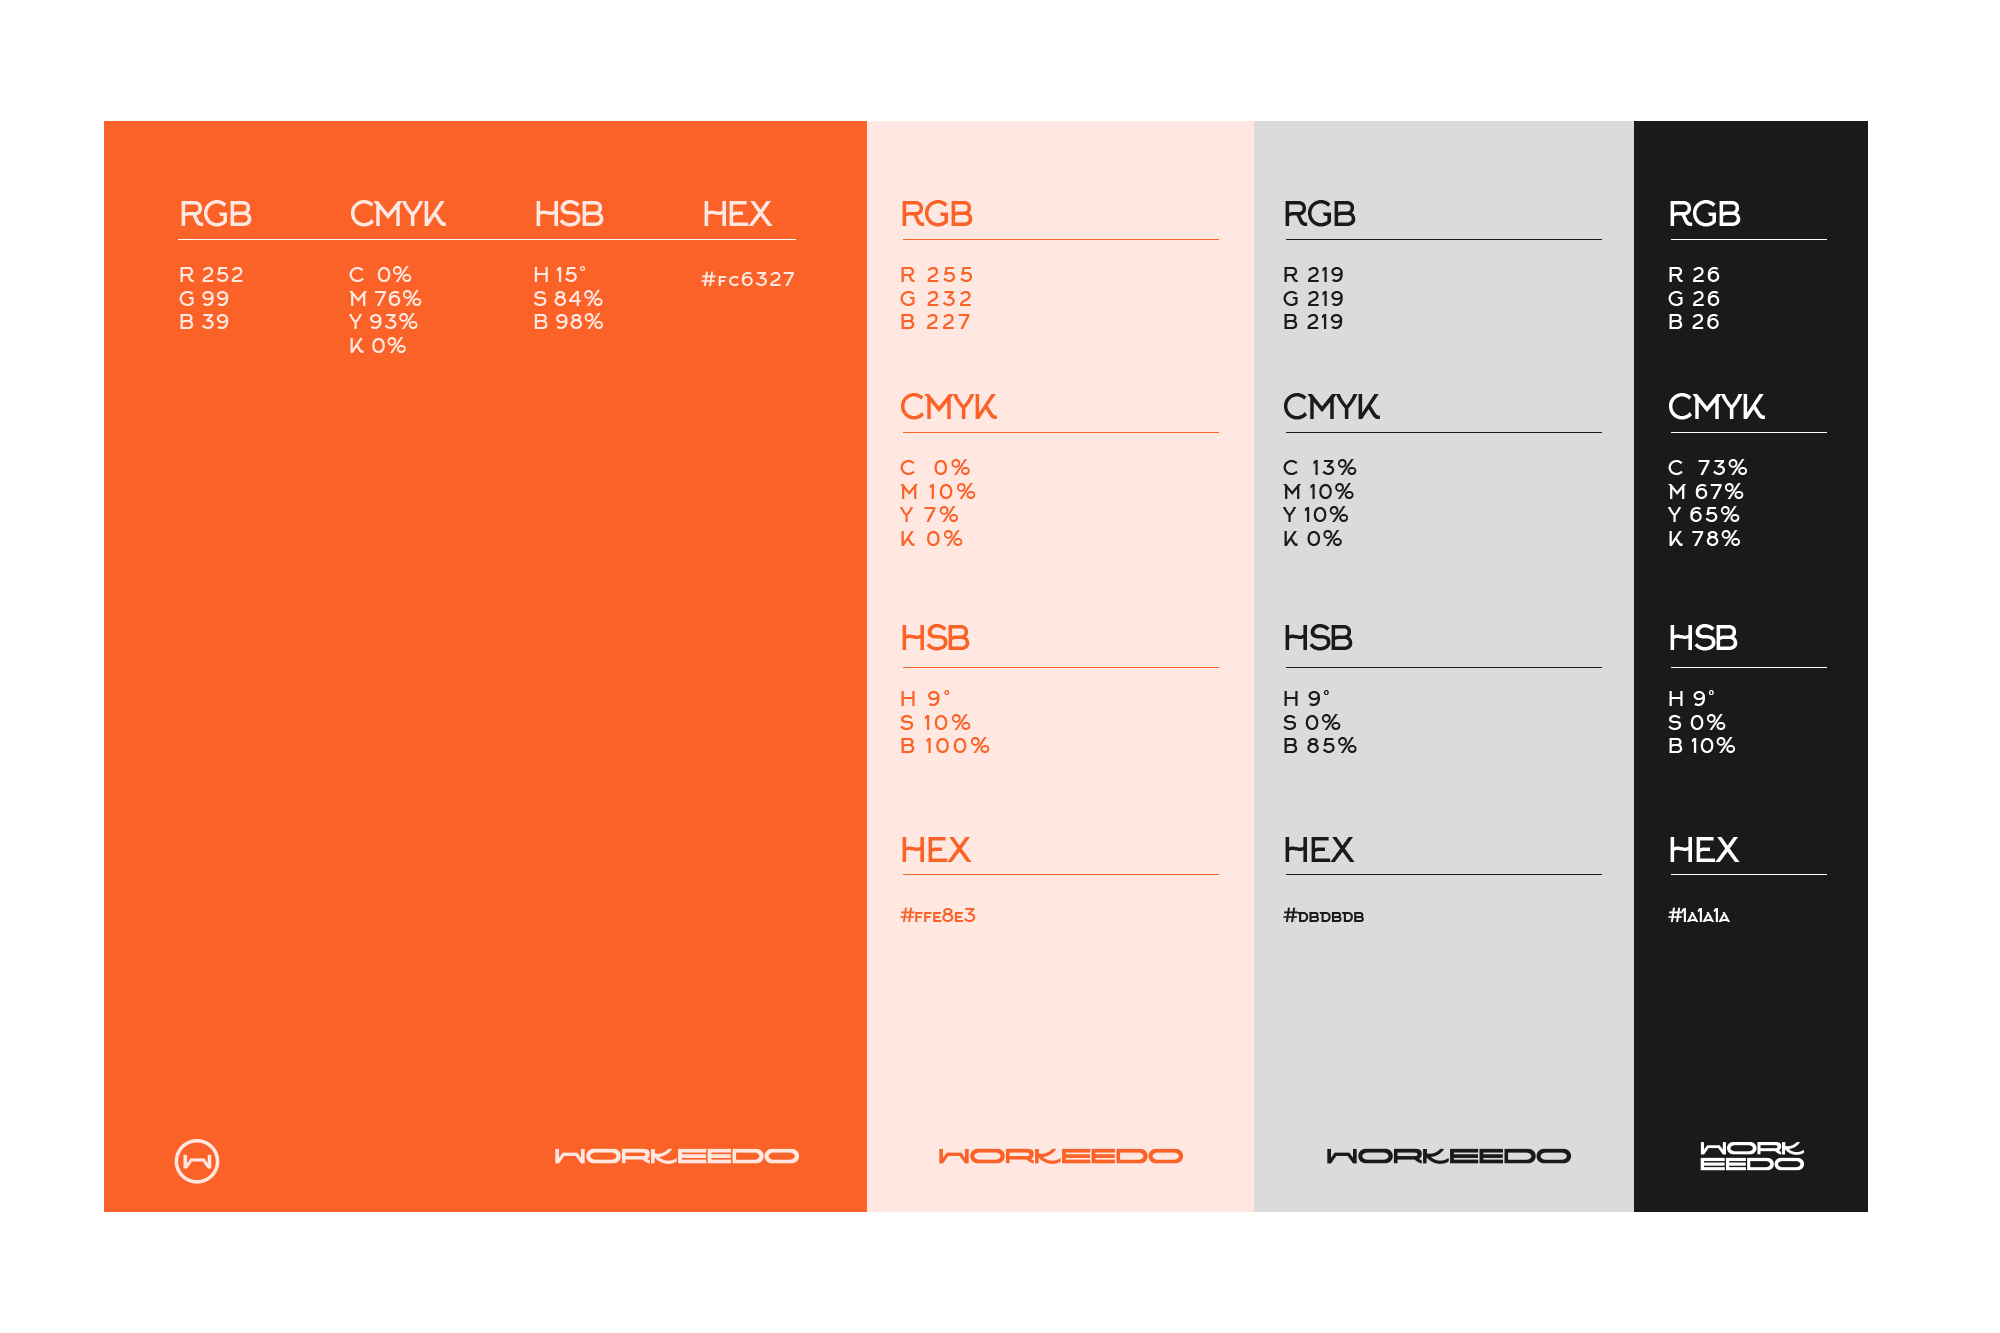 RGB
R 252
G 99
B 39
CMYK
C 0%
M 76%
Y 93%
K 0%
HSB
H 15°
S 84%
B 98%
HEX
#FC6327
W
WORKEEDO
RGB
R 255
G 232
B 227
CMYK
C 0%
M 10%
Y 7%
K 0%
HSB
H 9°
S 10%
B 100%
HEX
#FFE8E3
WORKEEDO
RGB
R 219
G 219
B 219
CMYK
C 13%
M 10%
Y 10%
K 0%
HSB
H 9°
S 0%
B 85%
HEX
#DBDBDB
WORKEEDO
RGB
R 26
G 26
B 26
CMYK
C 73%
M 67%
Y 65%
K 78%
HSB
H 9°
S 0%
B 10%
HEX
#1A1A1A
WORK
EEDO